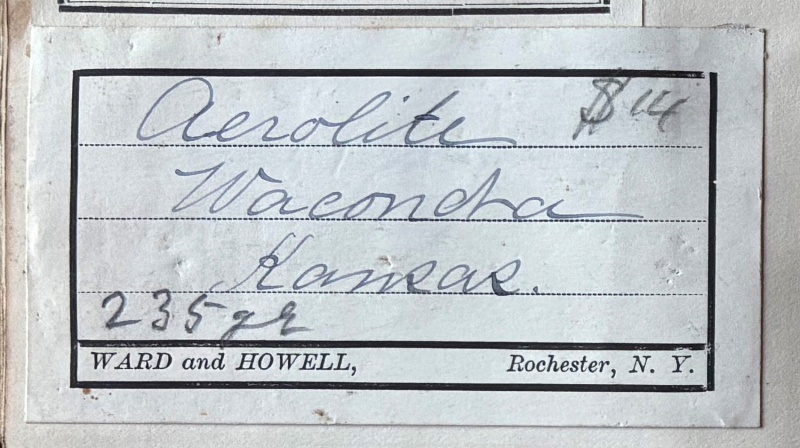 Aerolite $14
Waconda
Kansas.
235 gr
WARD and HOWELL, Rochester, N. Y.